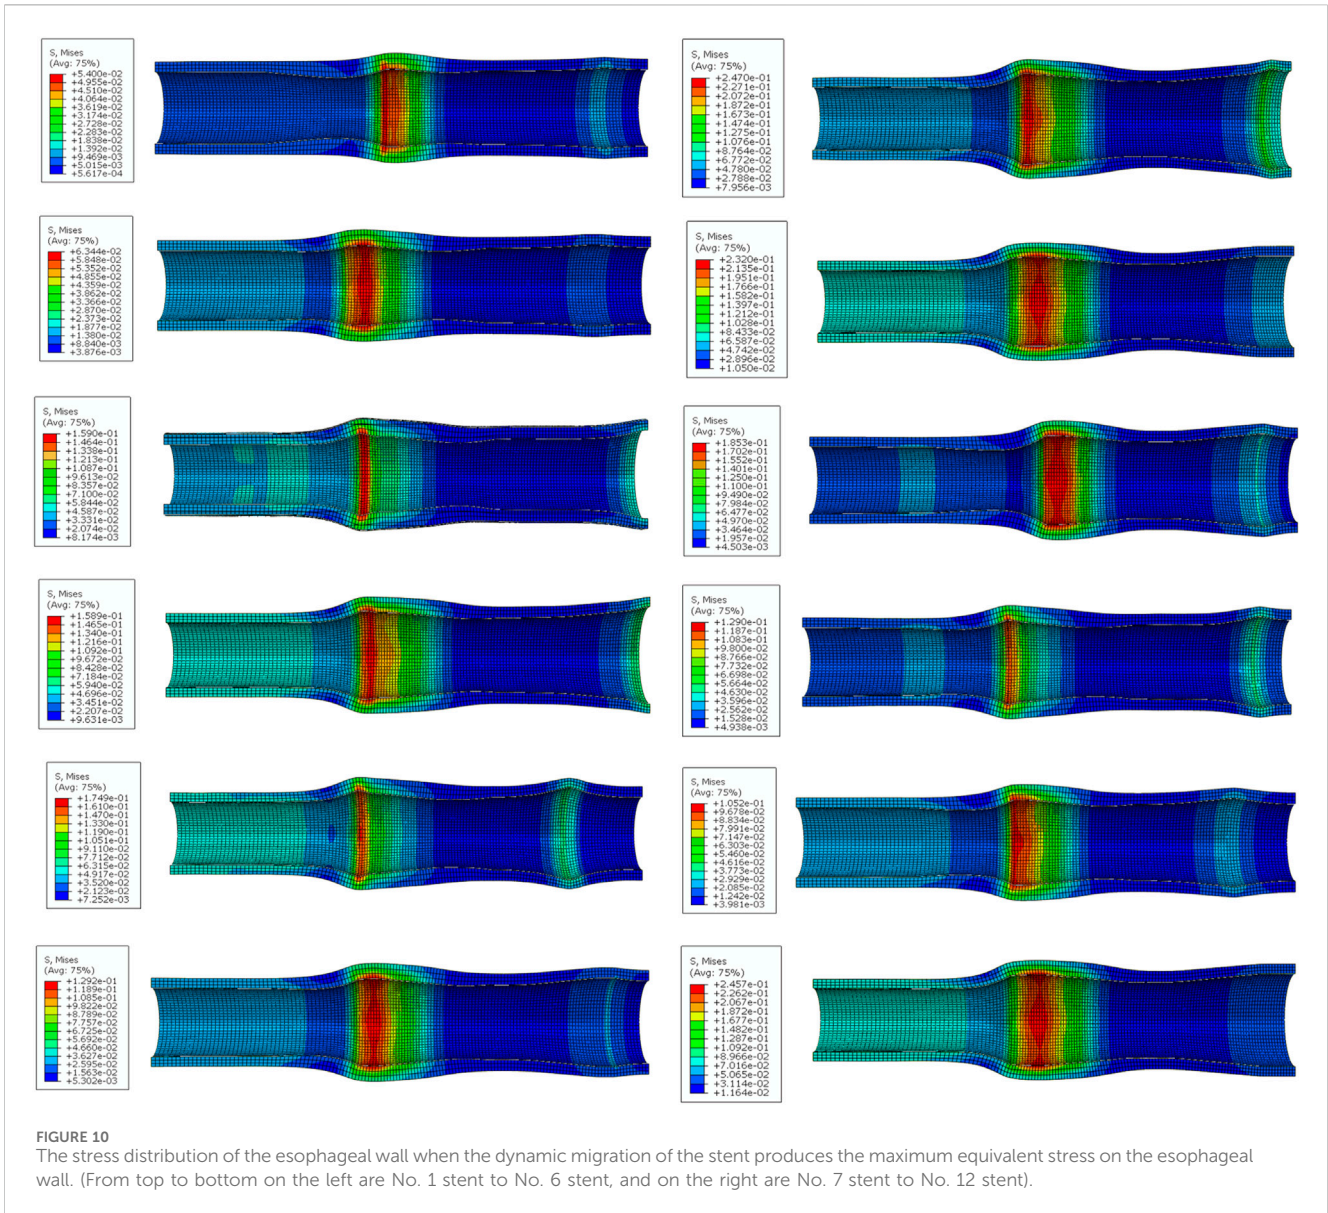 S, Mises
(Avg: 75%)
+5.400e-02
+4.955e-02
+4.510e-02
+4.064e-02
+3.619e-02
+3.174e-02
+2.728e-02
+2.283e-02
+1.838e-02
+1.392e-02
+9.469e-03
+5.015e-03
+5.617e-04
S, Mises
(Avg: 75%)
+6.344e-02
+5.848e-02
+5.352e-02
+4.855e-02
+4.359e-02
+3.862e-02
+3.366e-02
+2.870e-02
+2.373e-02
+1.877e-02
+1.380e-02
+8.840e-03
+3.876e-03
S, Mises
(Avg: 75%)
+1.590e-01
+1.464e-01
+1.338e-01
+1.213e-01
+1.087e-01
+9.613e-02
+8.357e-02
+7.100e-02
+5.844e-02
+4.587e-02
+3.331e-02
+2.074e-02
+8.174e-03
S, Mises
(Avg: 75%)
+1.589e-01
+1.465e-01
+1.340e-01
+1.216e-01
+1.092e-01
+9.672e-02
+8.428e-02
+7.184e-02
+5.940e-02
+4.696e-02
+3.451e-02
+2.207e-02
+9.631e-03
S, Mises
(Avg: 75%)
+1.749e-01
+1.610e-01
+1.470e-01
+1.330e-01
+1.190e-01
+1.051e-01
+9.110e-02
+7.712e-02
+6.315e-02
+4.917e-02
+3.520e-02
+2.123e-02
+7.252e-03
S, Mises
(Avg: 75%)
+1.292e-01
+1.189e-01
+1.085e-01
+9.822e-02
+8.789e-02
+7.757e-02
+6.725e-02
+5.692e-02
+4.660e-02
+3.627e-02
+2.595e-02
+1.563e-02
+5.302e-03
S, Mises
(Avg: 75%)
+2.470e-01
+2.271e-01
+2.072e-01
+1.872e-01
+1.673e-01
+1.474e-01
+1.275e-01
+1.076e-01
+8.764e-02
+6.772e-02
+4.780e-02
+2.788e-02
+7.956e-03
S, Mises
(Avg: 75%)
+2.320e-01
+2.135e-01
+1.951e-01
+1.766e-01
+1.582e-01
+1.397e-01
+1.212e-01
+1.028e-01
+8.433e-02
+6.587e-02
+4.742e-02
+2.896e-02
+1.050e-02
S, Mises
(Avg: 75%)
+1.853e-01
+1.702e-01
+1.552e-01
+1.401e-01
+1.250e-01
+1.100e-01
+9.490e-02
+7.984e-02
+6.477e-02
+4.970e-02
+3.464e-02
+1.957e-02
+4.503e-03
S, Mises
(Avg: 75%)
+1.290e-01
+1.187e-01
+1.083e-01
+9.800e-02
+8.766e-02
+7.732e-02
+6.698e-02
+5.664e-02
+4.630e-02
+3.596e-02
+2.562e-02
+1.528e-02
+4.938e-03
S, Mises
(Avg: 75%)
+1.052e-01
+9.678e-02
+8.834e-02
+7.991e-02
+7.147e-02
+6.303e-02
+5.460e-02
+4.616e-02
+3.773e-02
+2.929e-02
+2.085e-02
+1.242e-02
+3.981e-03
S, Mises
(Avg: 75%)
+2.457e-01
+2.262e-01
+2.067e-01
+1.872e-01
+1.677e-01
+1.482e-01
+1.287e-01
+1.092e-01
+8.966e-02
+7.016e-02
+5.065e-02
+3.114e-02
+1.164e-02
FIGURE 10
The stress distribution of the esophageal wall when the dynamic migration of the stent produces the maximum equivalent stress on the esophageal
wall. (From top to bottom on the left are No. 1 stent to No. 6 stent, and on the right are No. 7 stent to No. 12 stent).